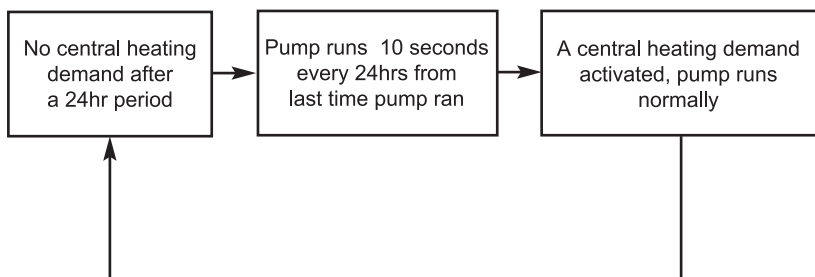 No central heating
demand after
a 24hr period
Pump runs  10 seconds
every 24hrs from
last time pump ran
A central heating demand
activated, pump runs
normally